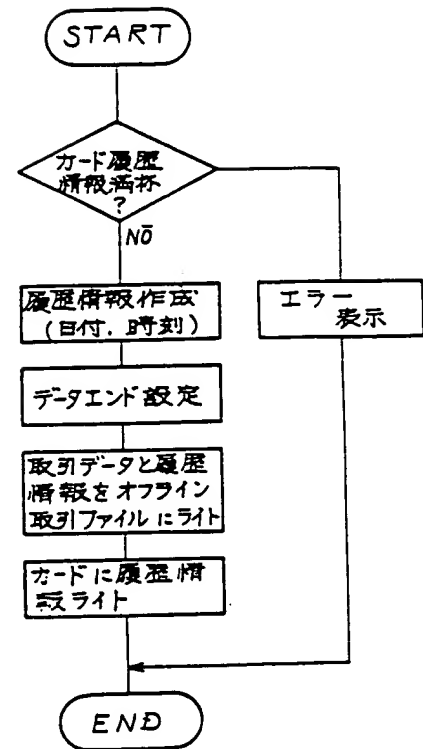 START
カード履歴
情報満杯
?
NO
履歴情報作成
(日付、時刻)
エラー
表示
データエンド設定
取引データと履歴
情報をオフライン
取引ファイルにライト
カードに履歴情
報ライト
END